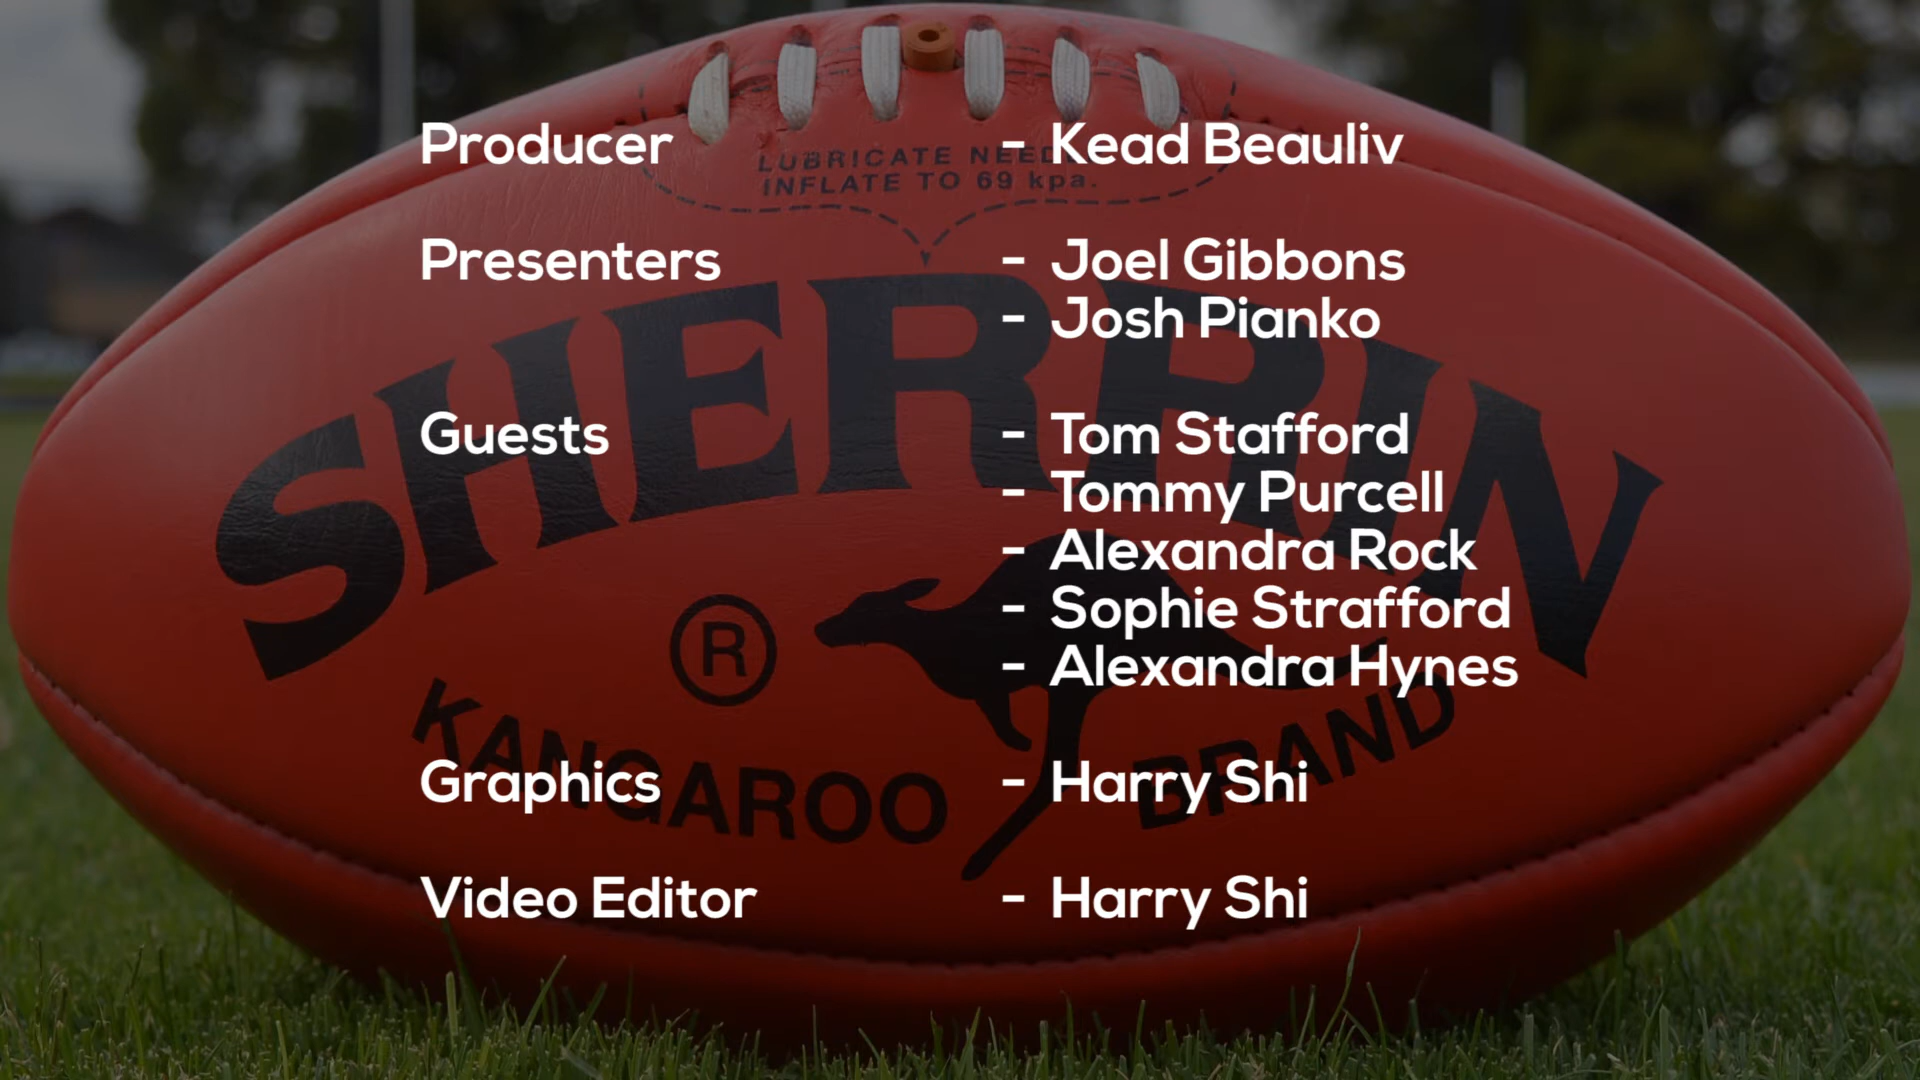 LUBRICATE
INFLATE TO 69 kpa.
Producer - Kead Beauliv
Presenters - Joel Gibbons
- Josh Pianko
SHERRIN
Guests - Tom Stafford
- Tommy Purcell
- Alexandra Rock
- Sophie Strafford
- Alexandra Hynes
R
KANGAROO BRAND
Graphics - Harry Shi
Video Editor - Harry Shi